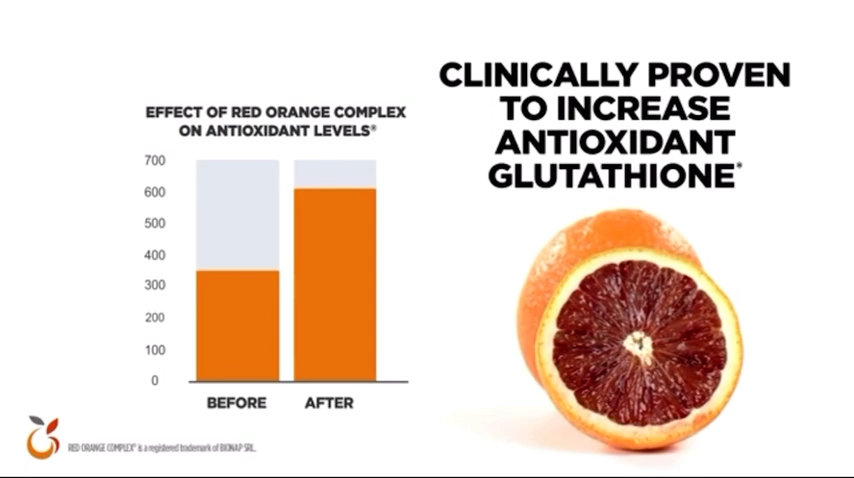 CLINICALLY PROVEN
TO INCREASE
ANTIOXIDANT
GLUTATHIONE*
EFFECT OF RED ORANGE COMPLEX
ON ANTIOXIDANT LEVELS®
700
600
500
400
300
200
100
0
BEFORE AFTER
RED ORANGE COMPLEX® is a registered trademark of BIONAP SRL.